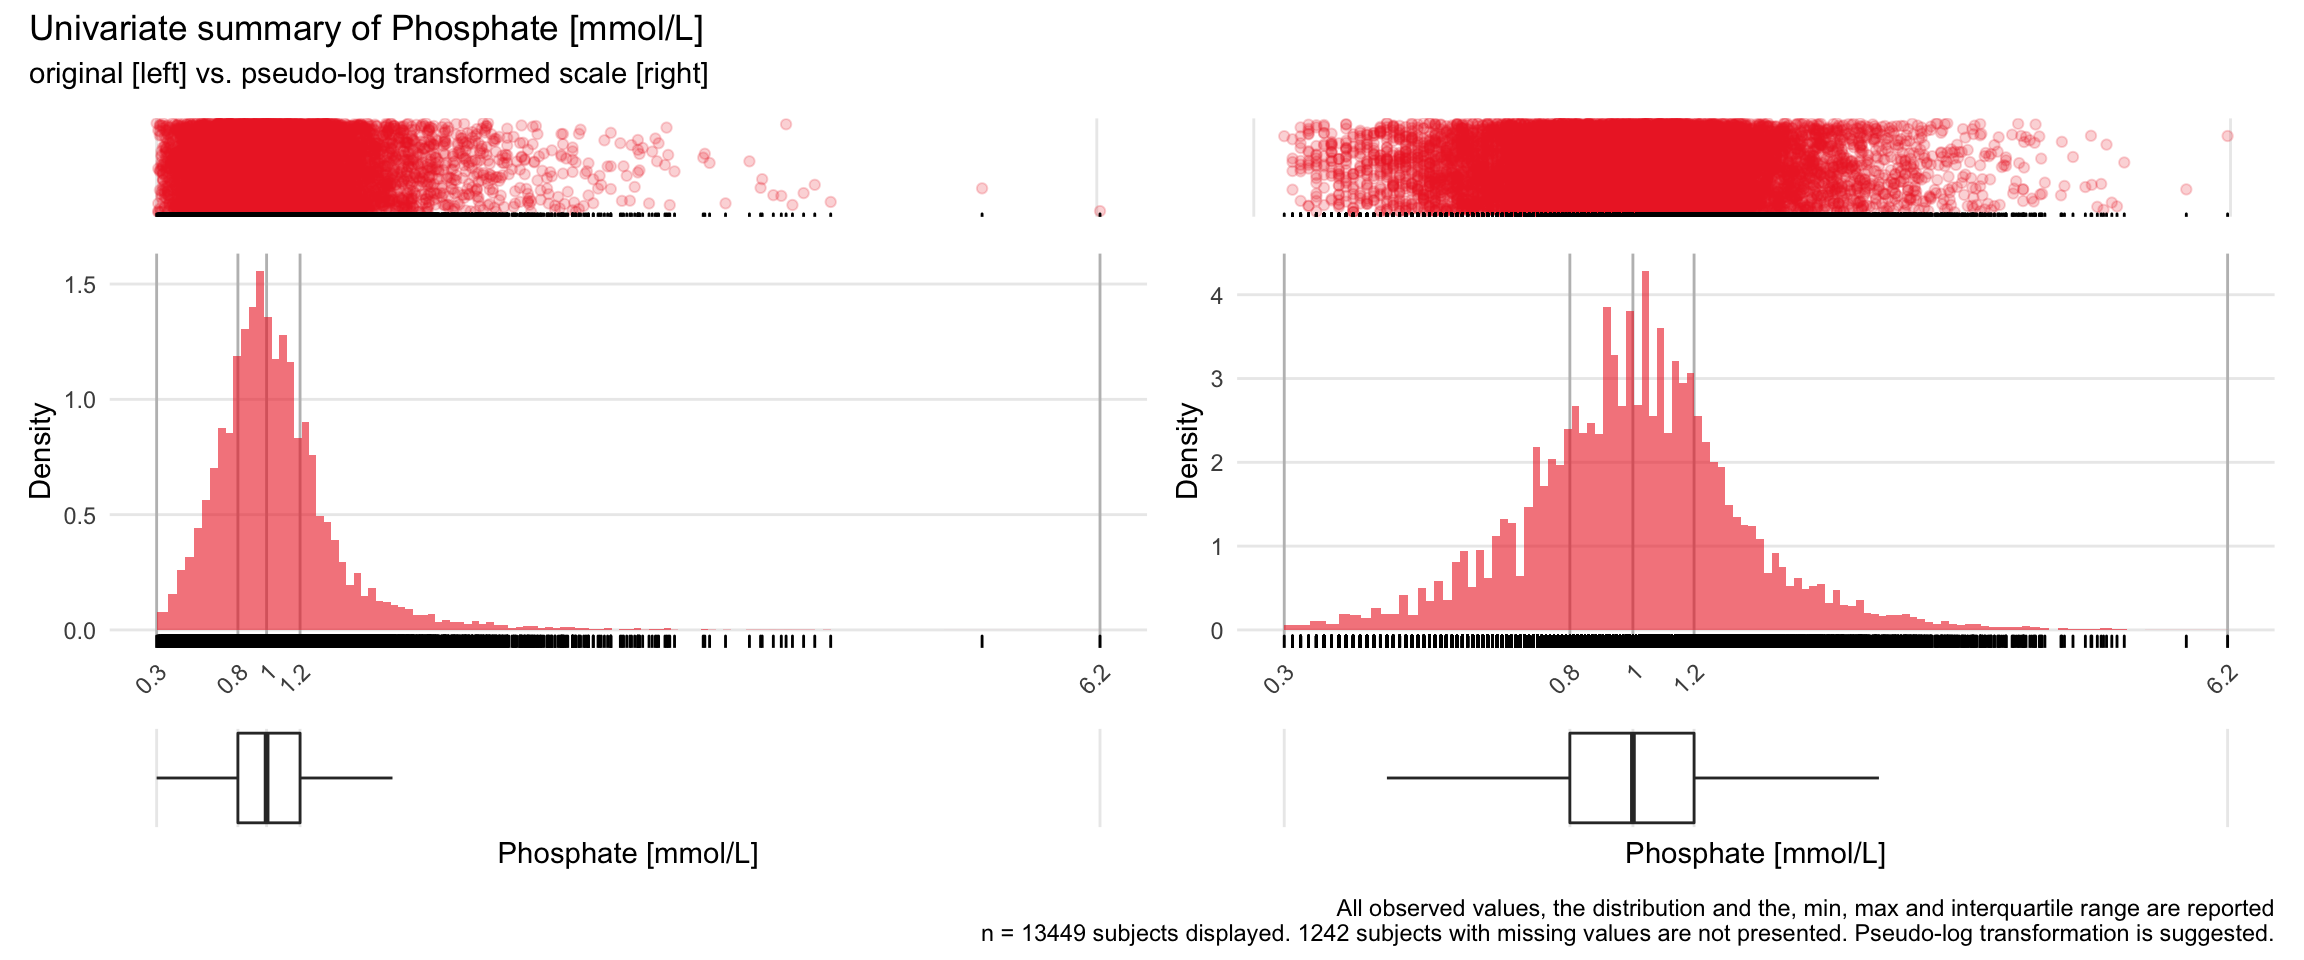 Univariate summary of Phosphate [mmol/L]
original [left] vs. pseudo-log transformed scale [right]
Density
1.5
1.0
0.5
0.0
0.3
0.8
1
1.2
6.2
Phosphate [mmol/L]
Density
4
3
2
1
0
0.3
0.8
1
1.2
6.2
Phosphate [mmol/L]
All observed values, the distribution and the, min, max and interquartile range are reported
n = 13449 subjects displayed. 1242 subjects with missing values are not presented. Pseudo-log transformation is suggested.